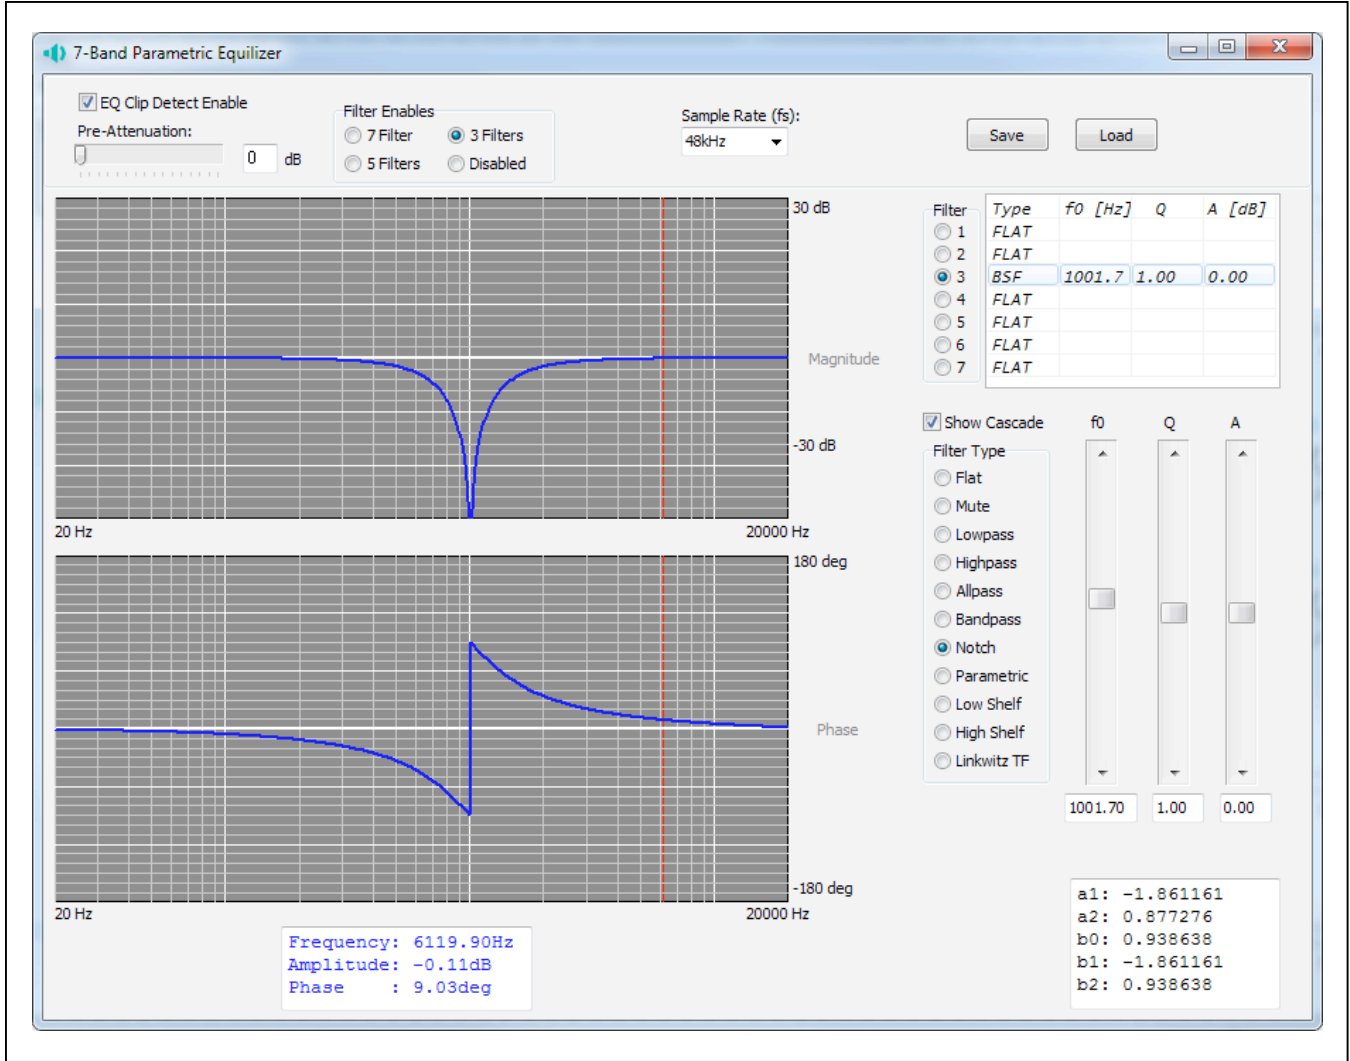 7-Band Parametric Equilizer
EQ Clip Detect Enable
Pre-Attenuation:
0 dB
Filter Enables
7 Filter 3 Filters
5 Filters Disabled
Sample Rate (fs):
48kHz
Save Load
30 dB
Magnitude
-30 dB
20 Hz 20000 Hz
180 deg
Phase
-180 deg
20 Hz 20000 Hz
Frequency: 6119.90Hz
Amplitude: -0.11dB
Phase : 9.03deg
Filter Type f0 [Hz] Q A [dB]
1 FLAT
2 FLAT
3 BSF 1001.7 1.00 0.00
4 FLAT
5 FLAT
6 FLAT
7 FLAT
Show Cascade f0 Q A
Filter Type
Flat
Mute
Lowpass
Highpass
Allpass
Bandpass
Notch
Parametric
Low Shelf
High Shelf
Linkwitz TF
1001.70 1.00 0.00
a1: -1.861161
a2: 0.877276
b0: 0.938638
b1: -1.861161
b2: 0.938638